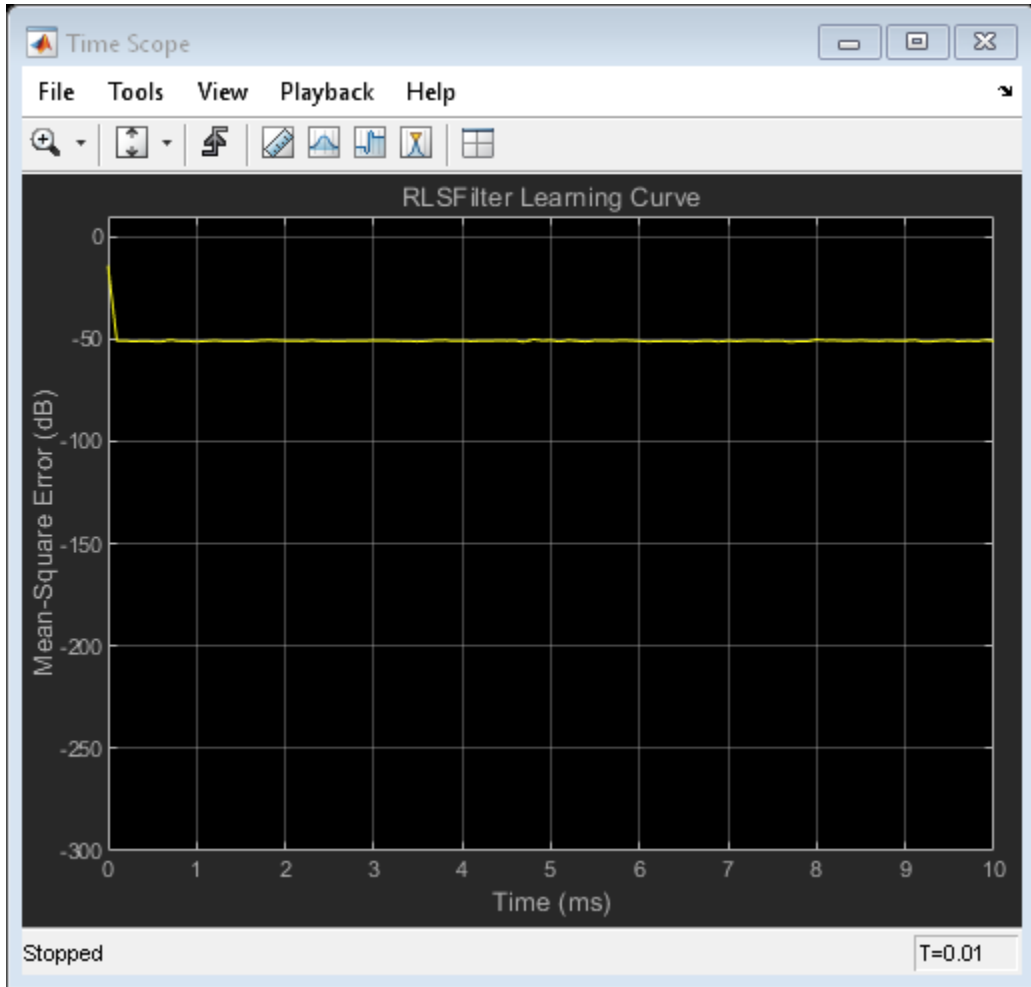 Time Scope
File Tools View Playback Help
RLSFilter Learning Curve
0
-50
-100
-150
-200
-250
-300
Mean-Square Error (dB)
0 1 2 3 4 5 6 7 8 9 10
Time (ms)
Stopped T=0.01